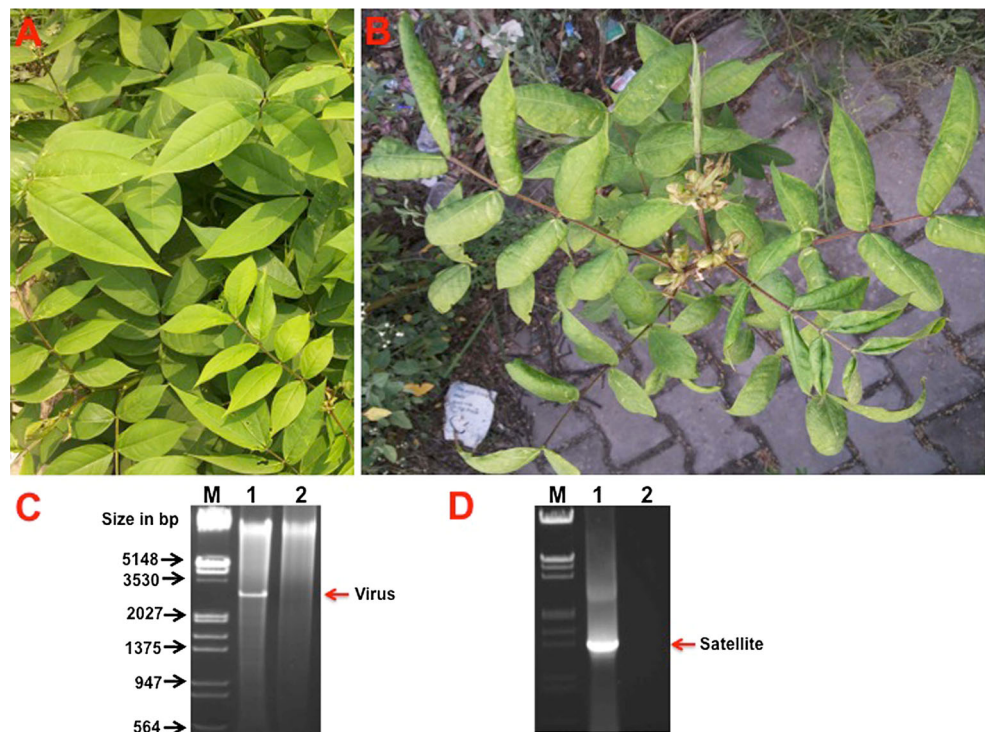 A
B
C
M 1 2
Size in bp
5148
3530
2027
1375
947
564
Virus
D
M 1 2
Satellite